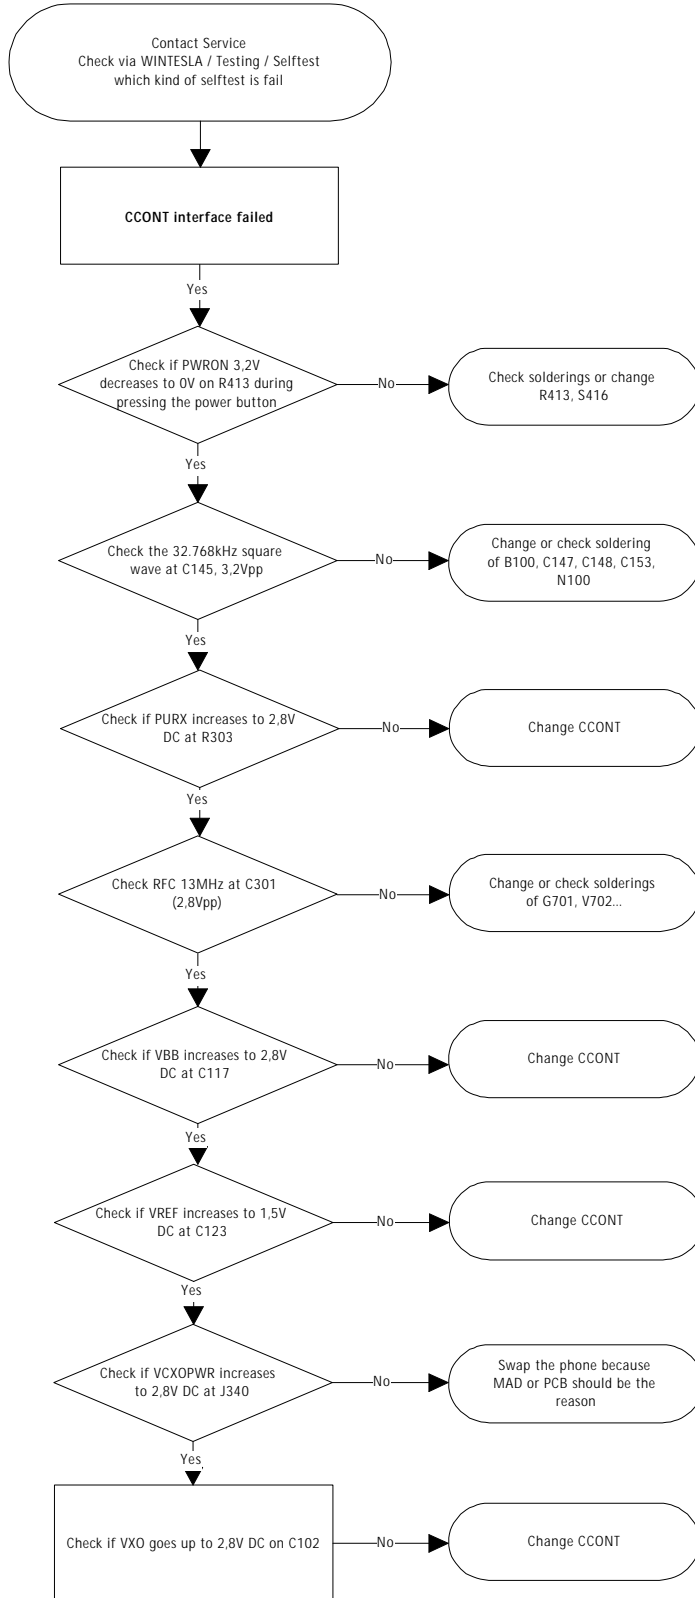 Contact Service
Check via WINTESLA / Testing / Selftest
which kind of selftest is fail
CCONT interface failed
Yes
Check if PWRON 3,2V
decreases to 0V on R413 during
pressing the power button
No
Check solderings or change
R413, S416
Yes
Check the 32.768kHz square
wave at C145, 3,2Vpp
No
Change or check soldering
of B100, C147, C148, C153,
N100
Yes
Check if PURX increases to 2,8V
DC at R303
No
Change CCONT
Yes
Check RFC 13MHz at C301
(2,8Vpp)
No
Change or check solderings
of G701, V702...
Yes
Check if VBB increases to 2,8V
DC at C117
No
Change CCONT
Yes
Check if VREF increases to 1,5V
DC at C123
No
Change CCONT
Yes
Check if VCXOPWR increases
to 2,8V DC at J340
No
Swap the phone because
MAD or PCB should be the
reason
Yes
Check if VXO goes up to 2,8V DC on C102
No
Change CCONT